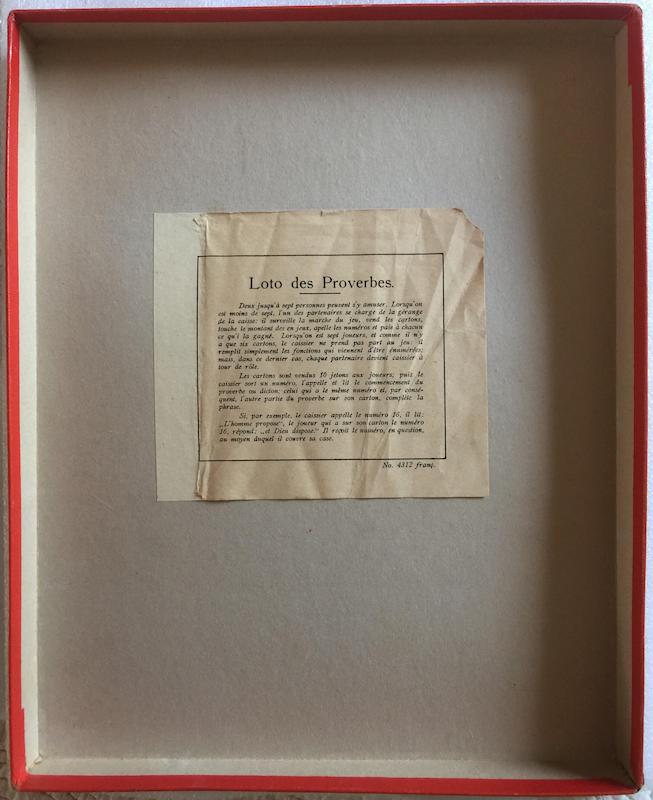 Loto des Proverbes.
Deux jusqu'à sept personnes peuvent s'y amuser. Lorsqu'on
est moins de sept, l'un des partenaires se charge de la gérange
de la caisse: il surveille la marche du jeu, vend les cartons,
touche le montant des en jeux, apelle les numéros et paie à chacun
ce qu'il a gagné. Lorsqu'on est sept joueurs, et comme il n'y
a que six cartons, le caissier ne prend pas part au jeu: il
remplit simplement les fonctions qui viennent d'être énumérées;
mais, dans ce dernier cas, chaque partenaire devient caissier à
tour de rôle.
Les cartons sont vendus 10 jetons aux joueurs; puis le
caissier sort un numéro, l'appelle et lit le commencement du
proverbe ou dicton; celui qui a le même numéro et, par consé-
quent, l'autre partie du proverbe sur son carton, complète la
phrase.
Si, par exemple, le caissier appelle le numéro 16, il lit:
„L'homme propose", le joueur qui a sur son carton le numéro
16, répond: „et Dieu dispose." Il reçoit le numéro, en question,
au moyen duquel il couvre sa case.
No. 4312 franç.